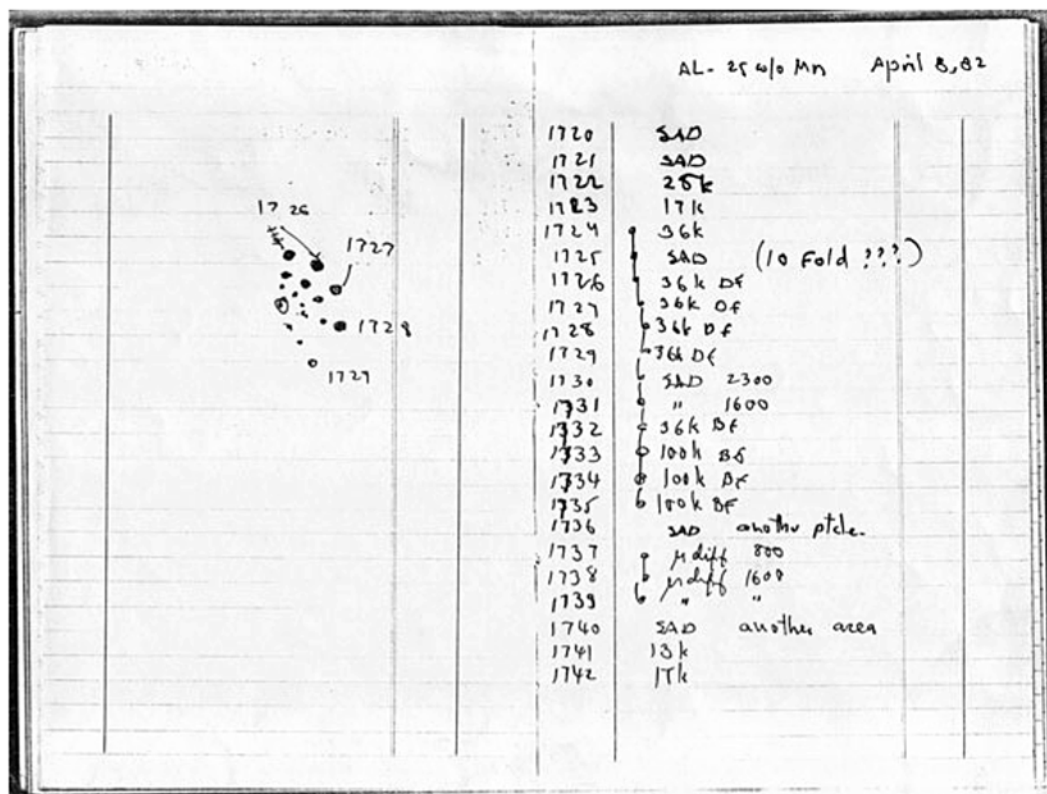 AL-25 w/o Mn April 8, 82
1726
1727
1728
1729
1720 SAD
1721 SAD
1722 25k
1723 17k
1724 36k
1725 SAD (10 Fold ???)
1726 36k DF
1727 36k DF
1728 36k DF
1729 36k DF
1730 SAD 2300
1731 " 1600
1732 36k BF
1733 100k BF
1734 100k BF
1735 100k BF
1736 SAD another ptcle.
1737 μdiff 800
1738 μdiff 1600
1739 " "
1740 SAD another area
1741 13k
1742 17k